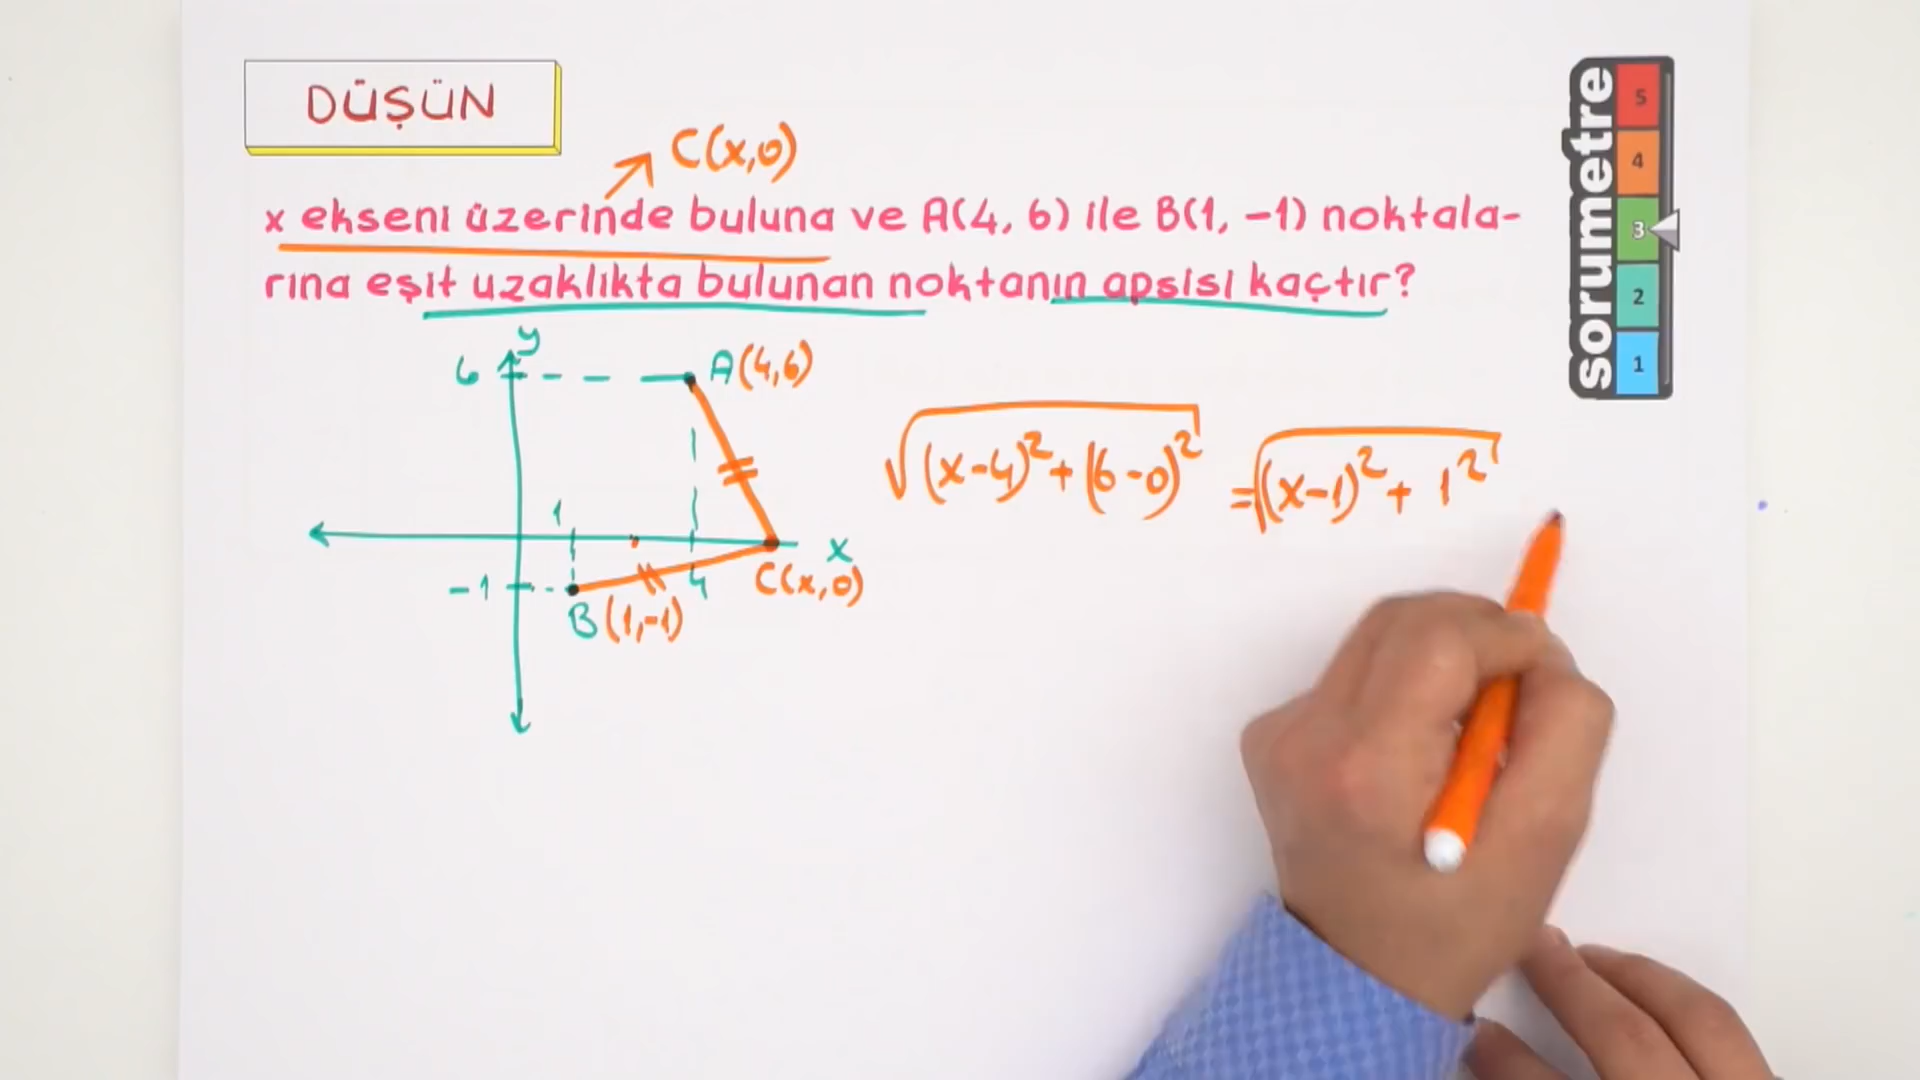 DÜŞÜN
C(x,0)
x ekseni üzerinde buluna ve A(4, 6) ile B(1, -1) noktala-
rına eşit uzaklıkta bulunan noktanın apsisi kaçtır?
sorumetre
5
4
3
2
1
y
6
A(4,6)
√(x-4)²+(6-0)² = √(x-1)²+ 1²
1
x
-1
4
C(x,0)
B(1,-1)